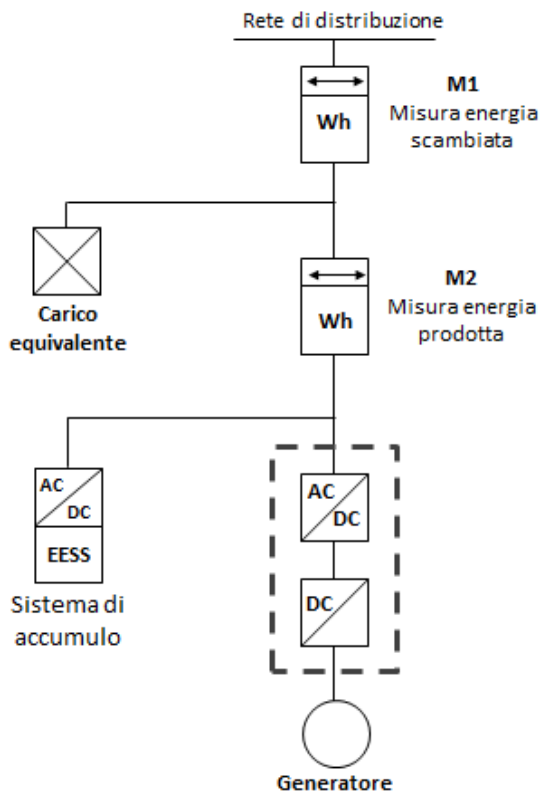 Rete di distribuzione
Wh
M1
Misura energia
scambiata
Carico
equivalente
Wh
M2
Misura energia
prodotta
AC
DC
EESS
Sistema di
accumulo
AC
DC
DC
Generatore